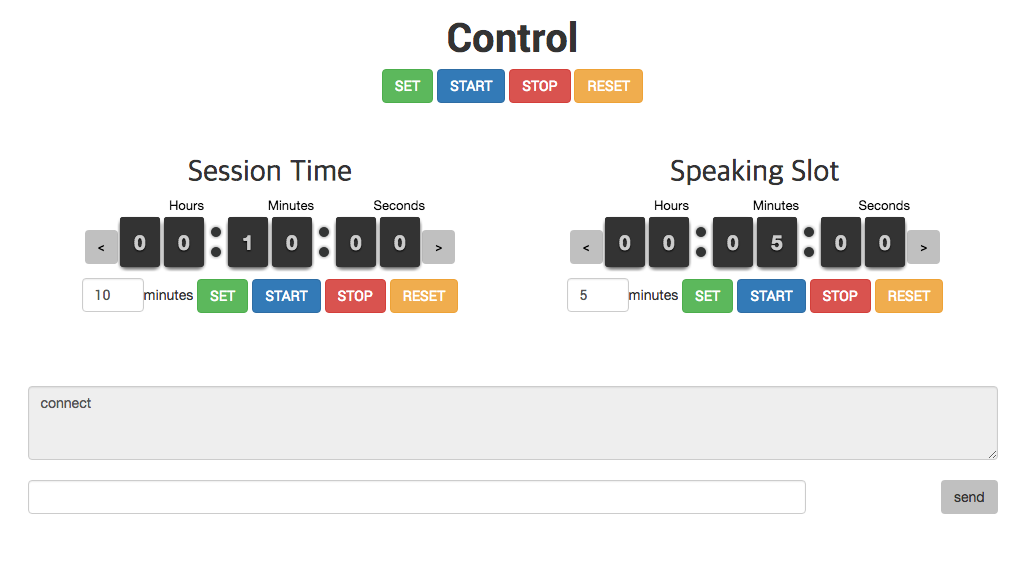 Control
SET START STOP RESET
Session Time
Hours Minutes Seconds
< 0 0 : 1 0 : 0 0 >
10 minutes SET START STOP RESET
Speaking Slot
Hours Minutes Seconds
< 0 0 : 0 5 : 0 0 >
5 minutes SET START STOP RESET
connect
send